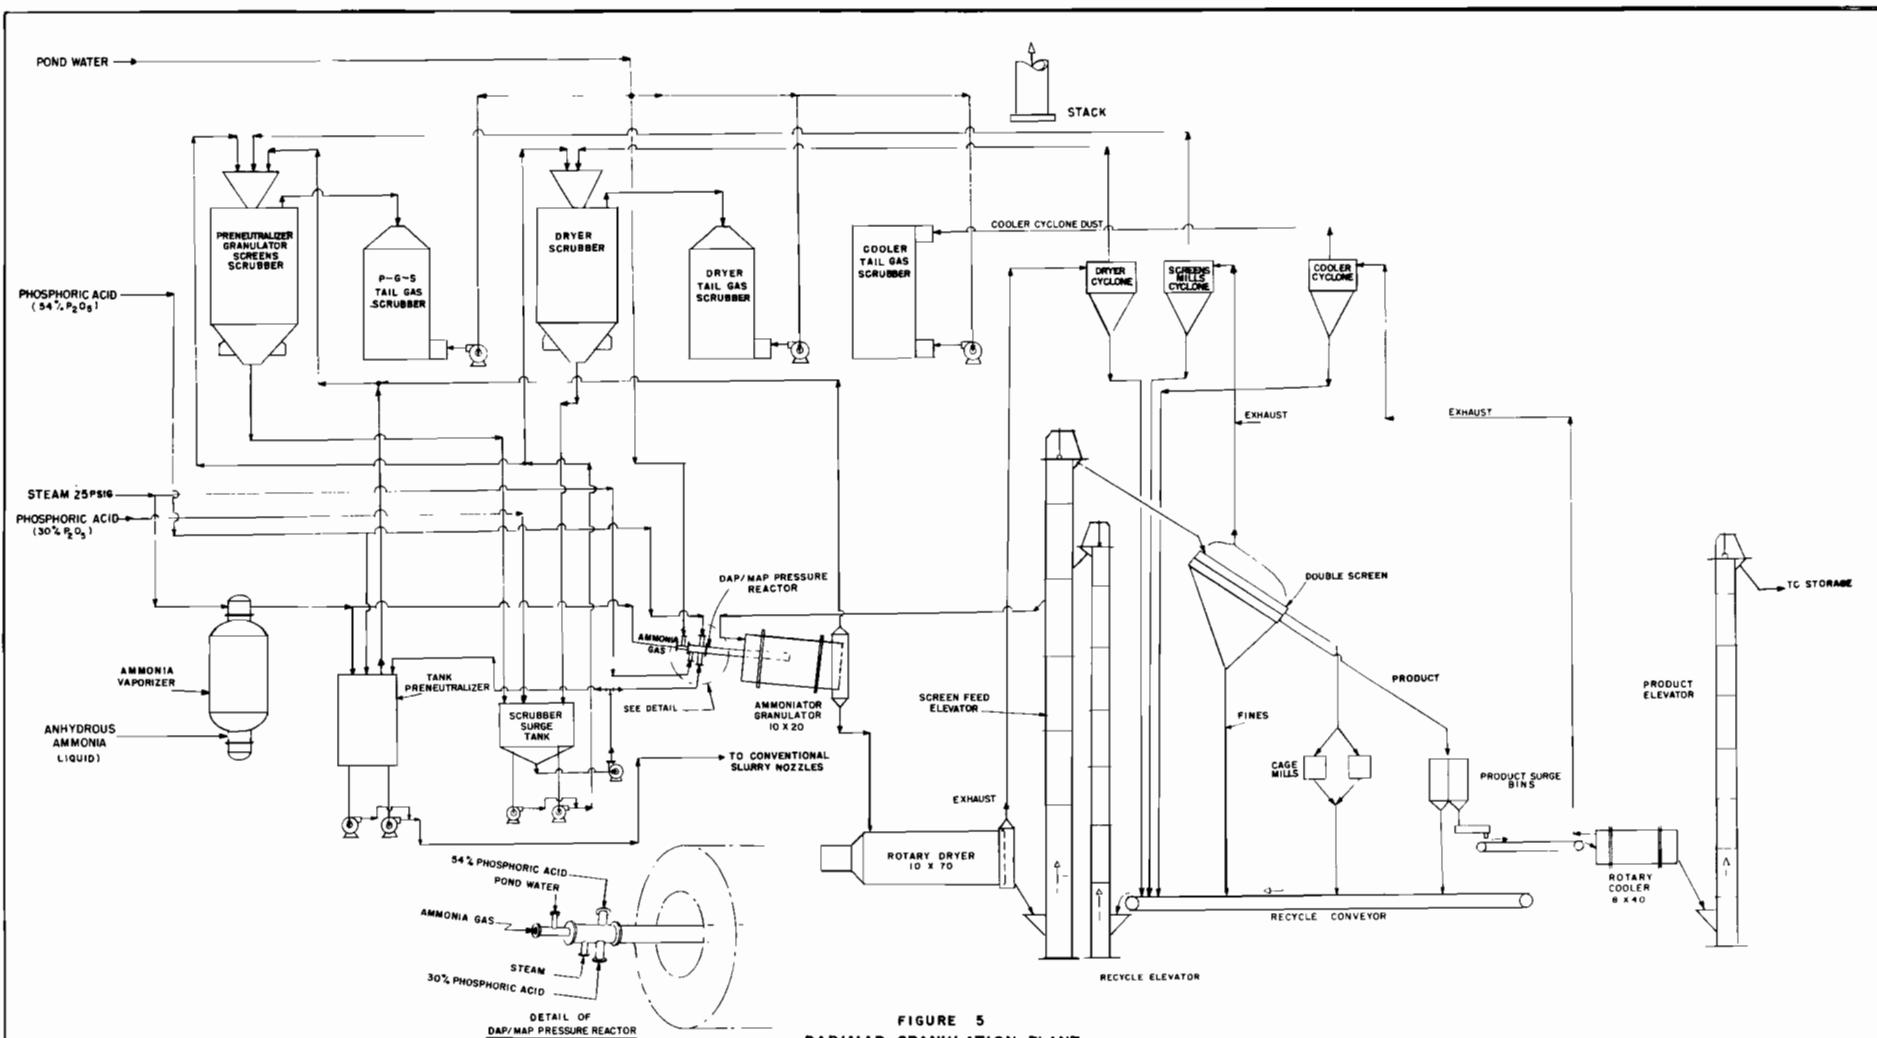 POND WATER
STACK
PRENEUTRALIZER
GRANULATOR
SCREENS
SCRUBBER
P-G-S
TAIL GAS
SCRUBBER
DRYER
SCRUBBER
DRYER
TAIL GAS
SCRUBBER
COOLER
TAIL GAS
SCRUBBER
COOLER CYCLONE DUST
DRYER
CYCLONE
SCREENS
MILLS
CYCLONE
COOLER
CYCLONE
PHOSPHORIC ACID
(54% P₂O₅)
EXHAUST
EXHAUST
STEAM 25 PSIG
PHOSPHORIC ACID
(30% P₂O₅)
DAP/MAP PRESSURE
REACTOR
DOUBLE SCREEN
TO STORAGE
AMMONIA
GAS
AMMONIA
VAPORIZER
TANK
PRENEUTRALIZER
SEE DETAIL
AMMONIATOR
GRANULATOR
10 X 20
SCREEN FEED
ELEVATOR
PRODUCT
PRODUCT
ELEVATOR
FINES
SCRUBBER
SURGE
TANK
ANHYDROUS
AMMONIA
LIQUID)
TO CONVENTIONAL
SLURRY NOZZLES
CAGE
MILLS
PRODUCT SURGE
BINS
EXHAUST
ROTARY DRYER
10 X 70
ROTARY
COOLER
8 X 40
54% PHOSPHORIC ACID
POND WATER
AMMONIA GAS
STEAM
30% PHOSPHORIC ACID
RECYCLE CONVEYOR
RECYCLE ELEVATOR
DETAIL OF
DAP/MAP PRESSURE REACTOR
FIGURE 5
DAP/MAP GRANULATION PLANT